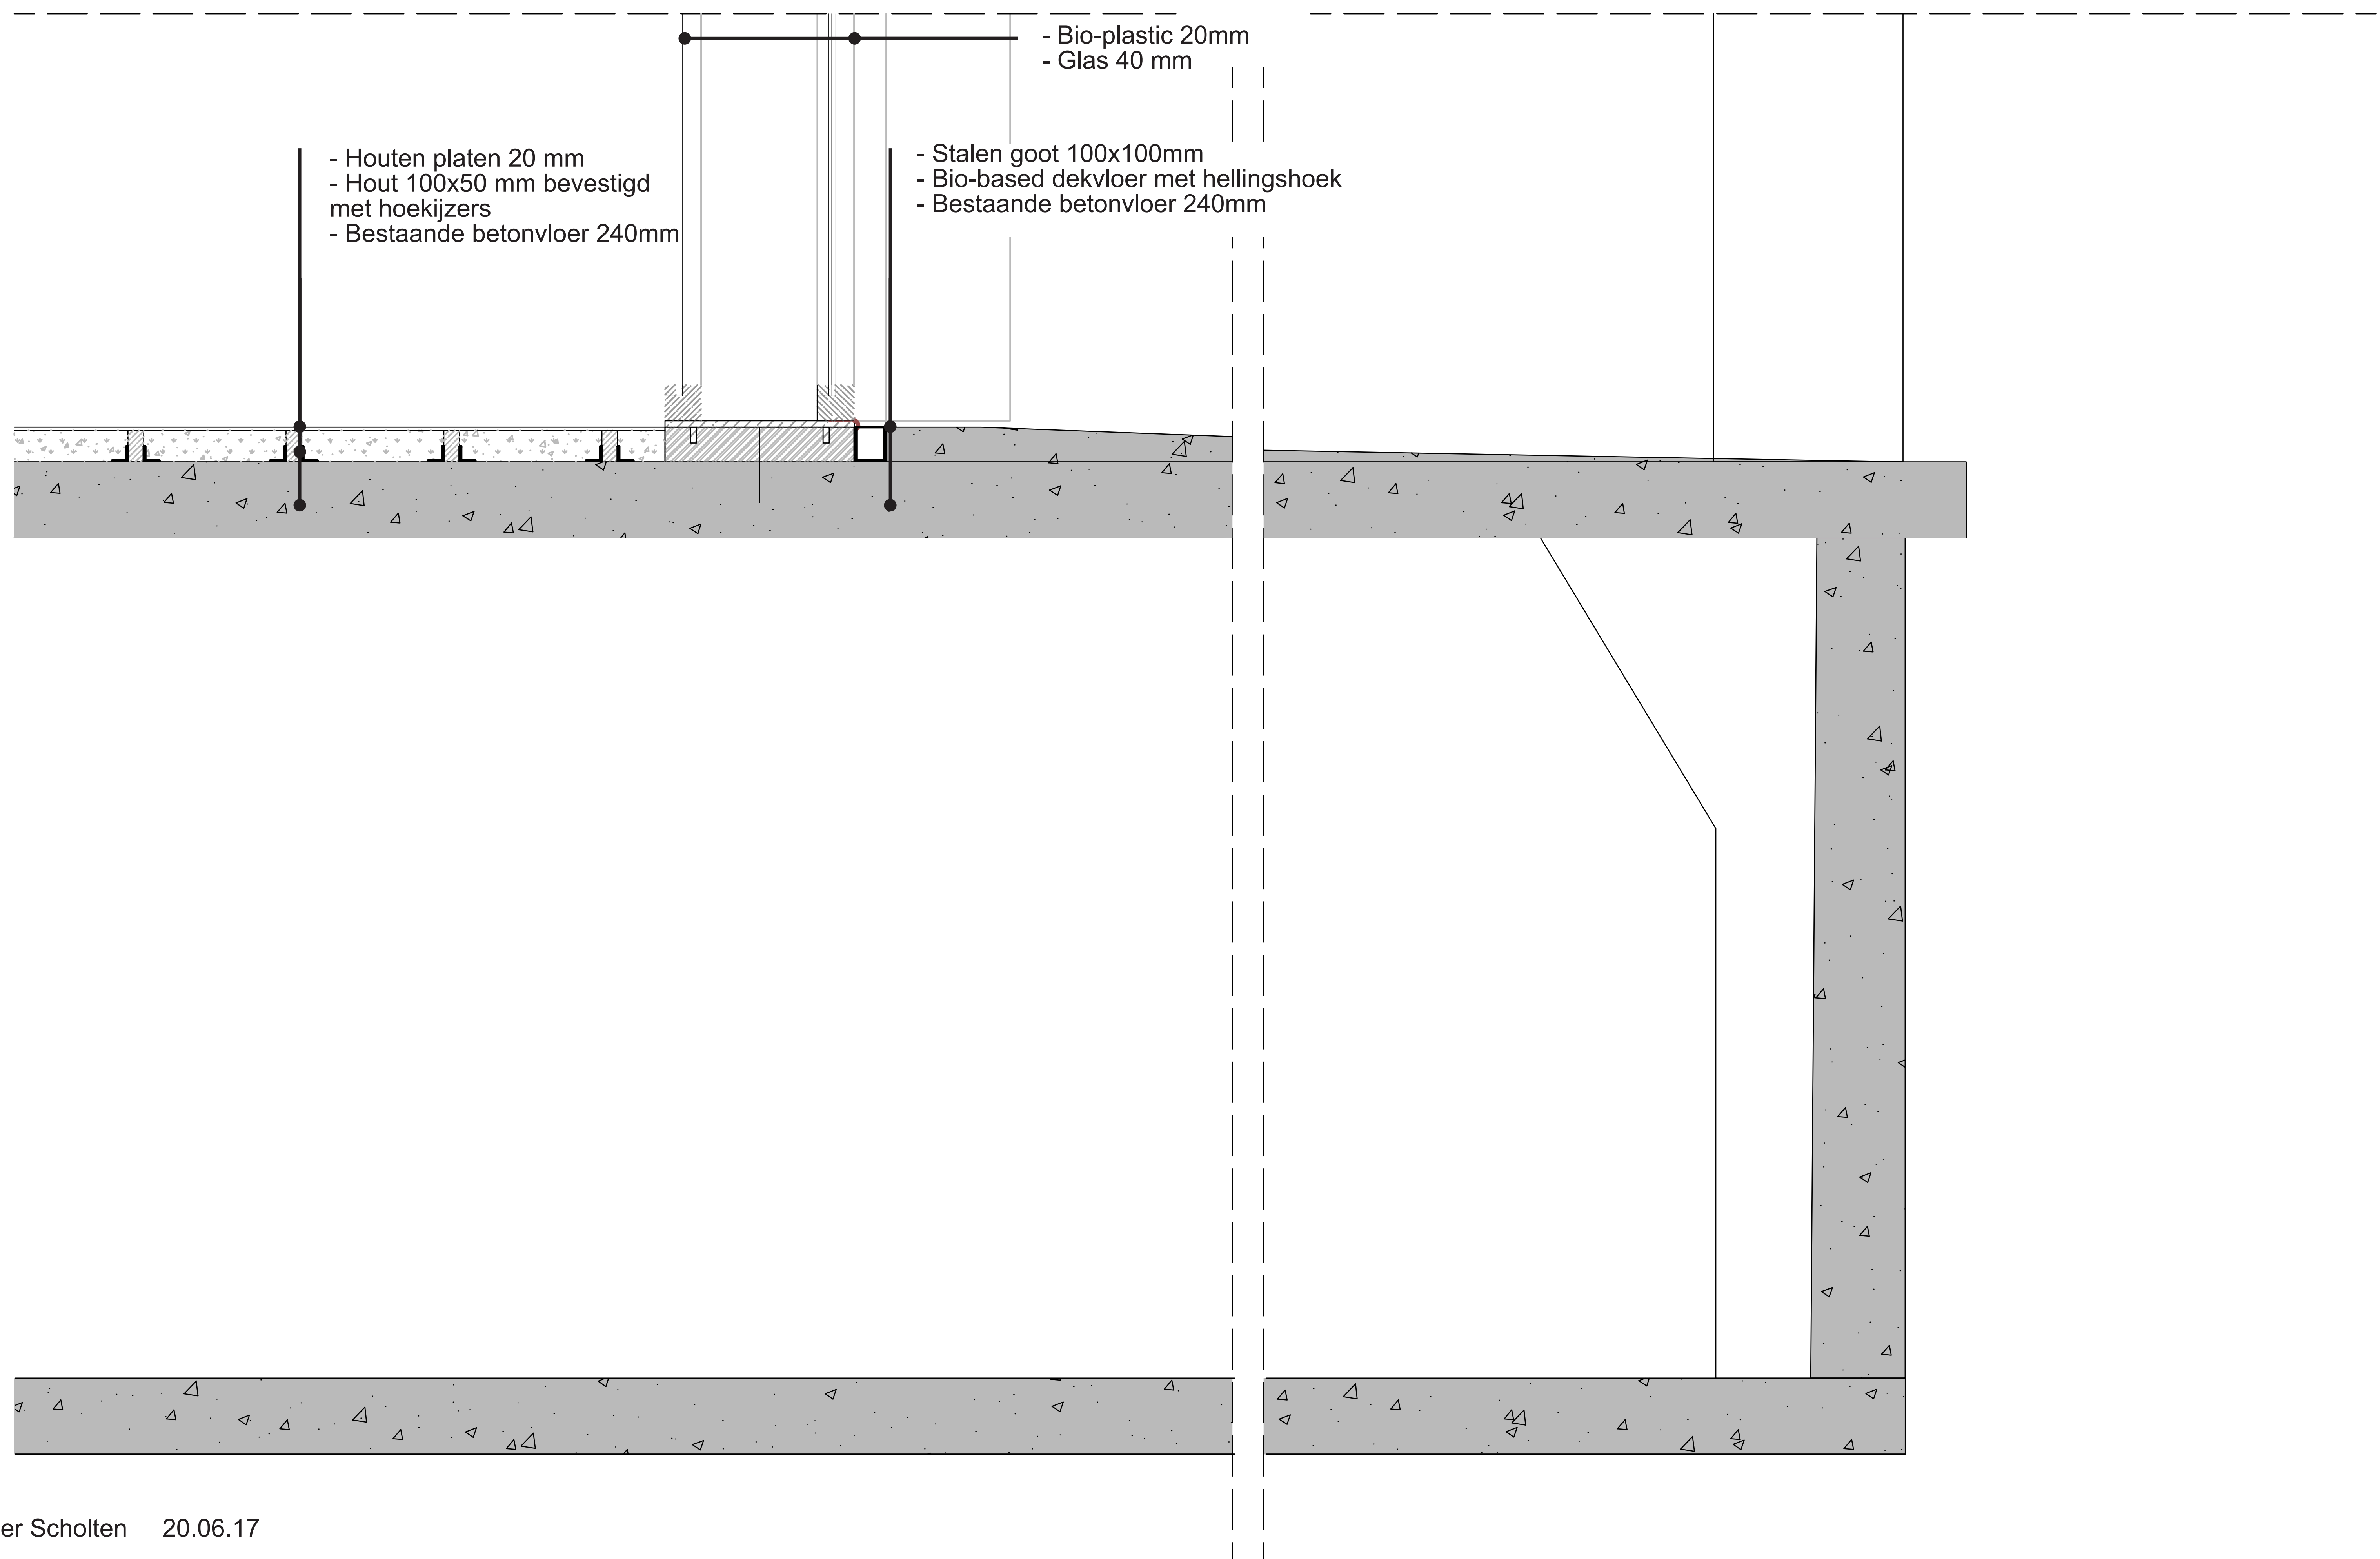 - Bio-plastic 20mm
- Glas 40 mm
- Houten platen 20 mm
- Hout 100x50 mm bevestigd
met hoekijzers
- Bestaande betonvloer 240mm
- Stalen goot 100x100mm
- Bio-based dekvloer met hellingshoek
- Bestaande betonvloer 240mm
er Scholten 20.06.17